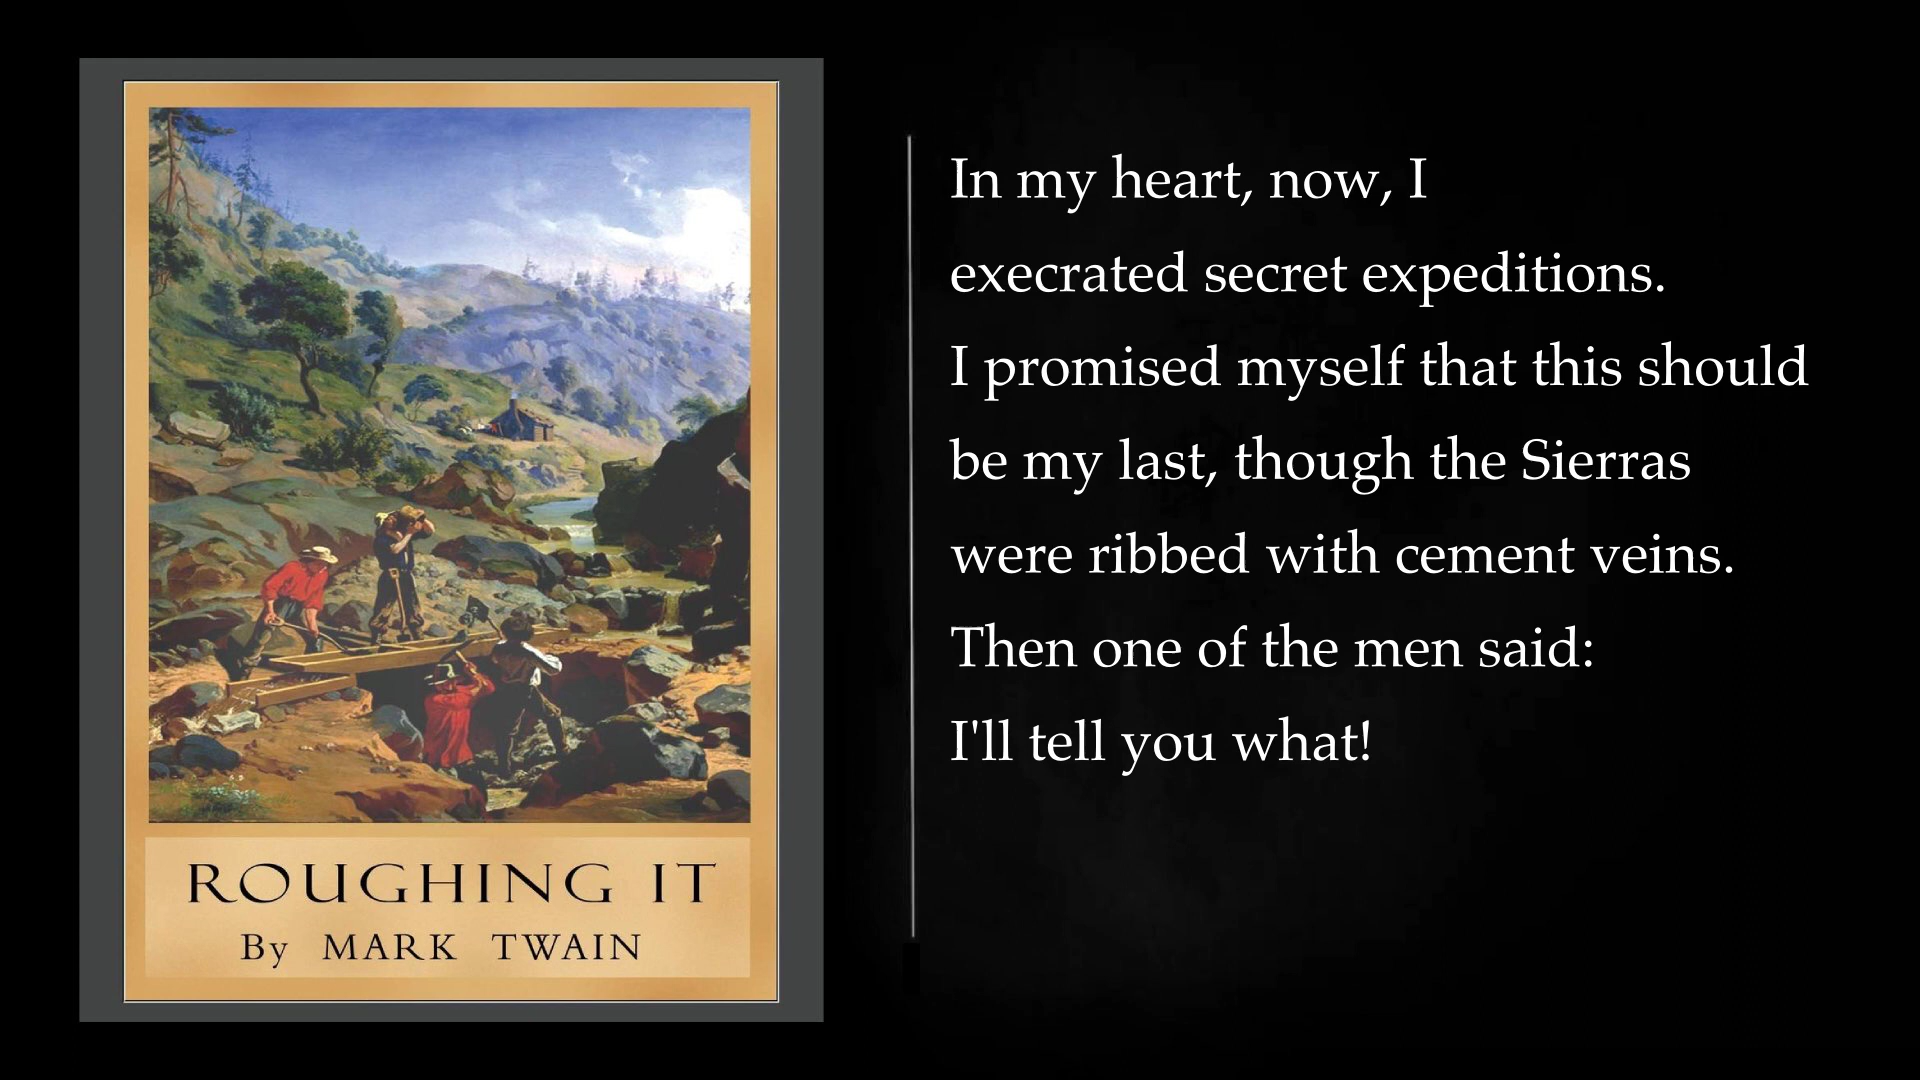 ROUGHING IT
By MARK TWAIN
In my heart, now, I
execrated secret expeditions.
I promised myself that this should
be my last, though the Sierras
were ribbed with cement veins.
Then one of the men said:
I'll tell you what!